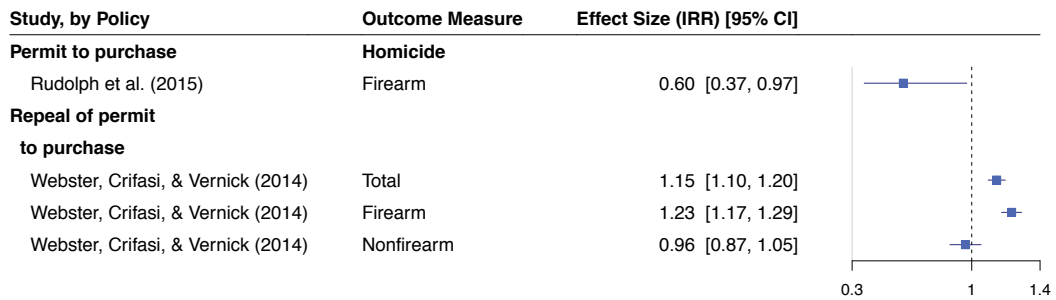 Study, by Policy Outcome Measure Effect Size (IRR) [95% CI]
Permit to purchase Homicide
Rudolph et al. (2015) Firearm 0.60 [0.37, 0.97]
Repeal of permit
to purchase
Webster, Crifasi, & Vernick (2014) Total 1.15 [1.10, 1.20]
Webster, Crifasi, & Vernick (2014) Firearm 1.23 [1.17, 1.29]
Webster, Crifasi, & Vernick (2014) Nonfirearm 0.96 [0.87, 1.05]
0.3 1 1.4